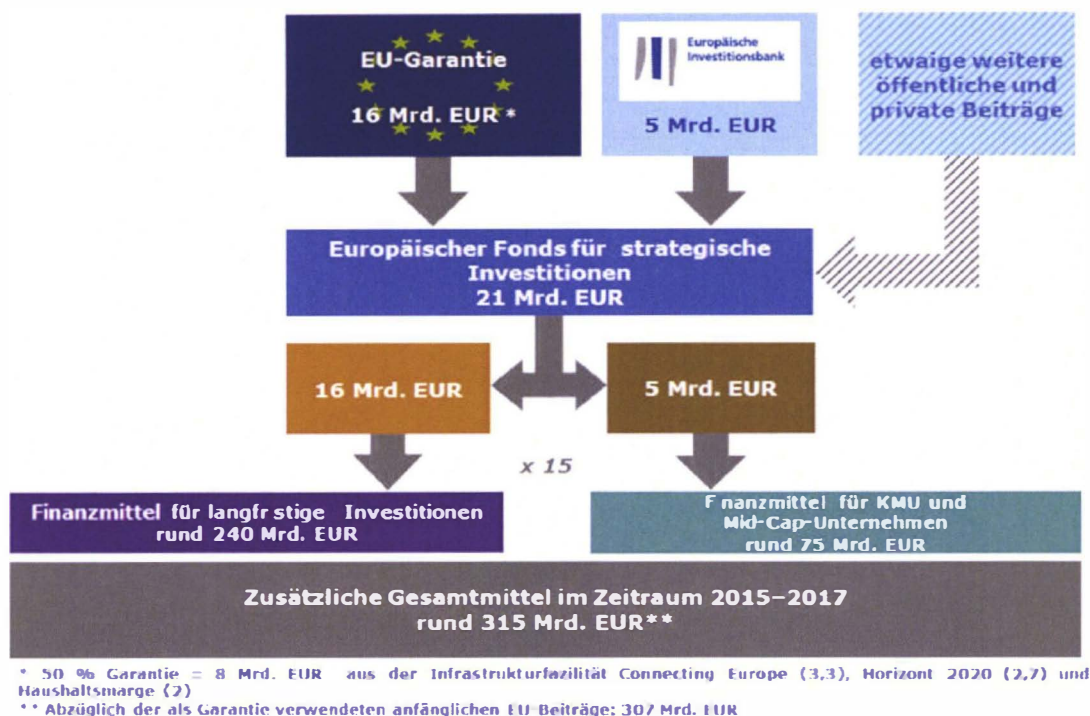 EU-Garantie
16 Mrd. EUR *
Europäische
Investitionsbank
5 Mrd. EUR
etwaige weitere
öffentliche und
private Beiträge
Europäischer Fonds für strategische
Investitionen
21 Mrd. EUR
16 Mrd. EUR
5 Mrd. EUR
x 15
Finanzmittel für langfr stige Investitionen
rund 240 Mrd. EUR
F nanzmittel für KMU und
Mid-Cap-Unternehmen
rund 75 Mrd. EUR
Zusätzliche Gesamtmittel im Zeitraum 2015–2017
rund 315 Mrd. EUR**
* 50 % Garantie = 8 Mrd. EUR aus der Infrastrukturfazilität Connecting Europe (3,3), Horizont 2020 (2,7) und
Haushaltsmarge (2)
** Abzüglich der als Garantie verwendeten anfänglichen EU-Beiträge: 307 Mrd. EUR